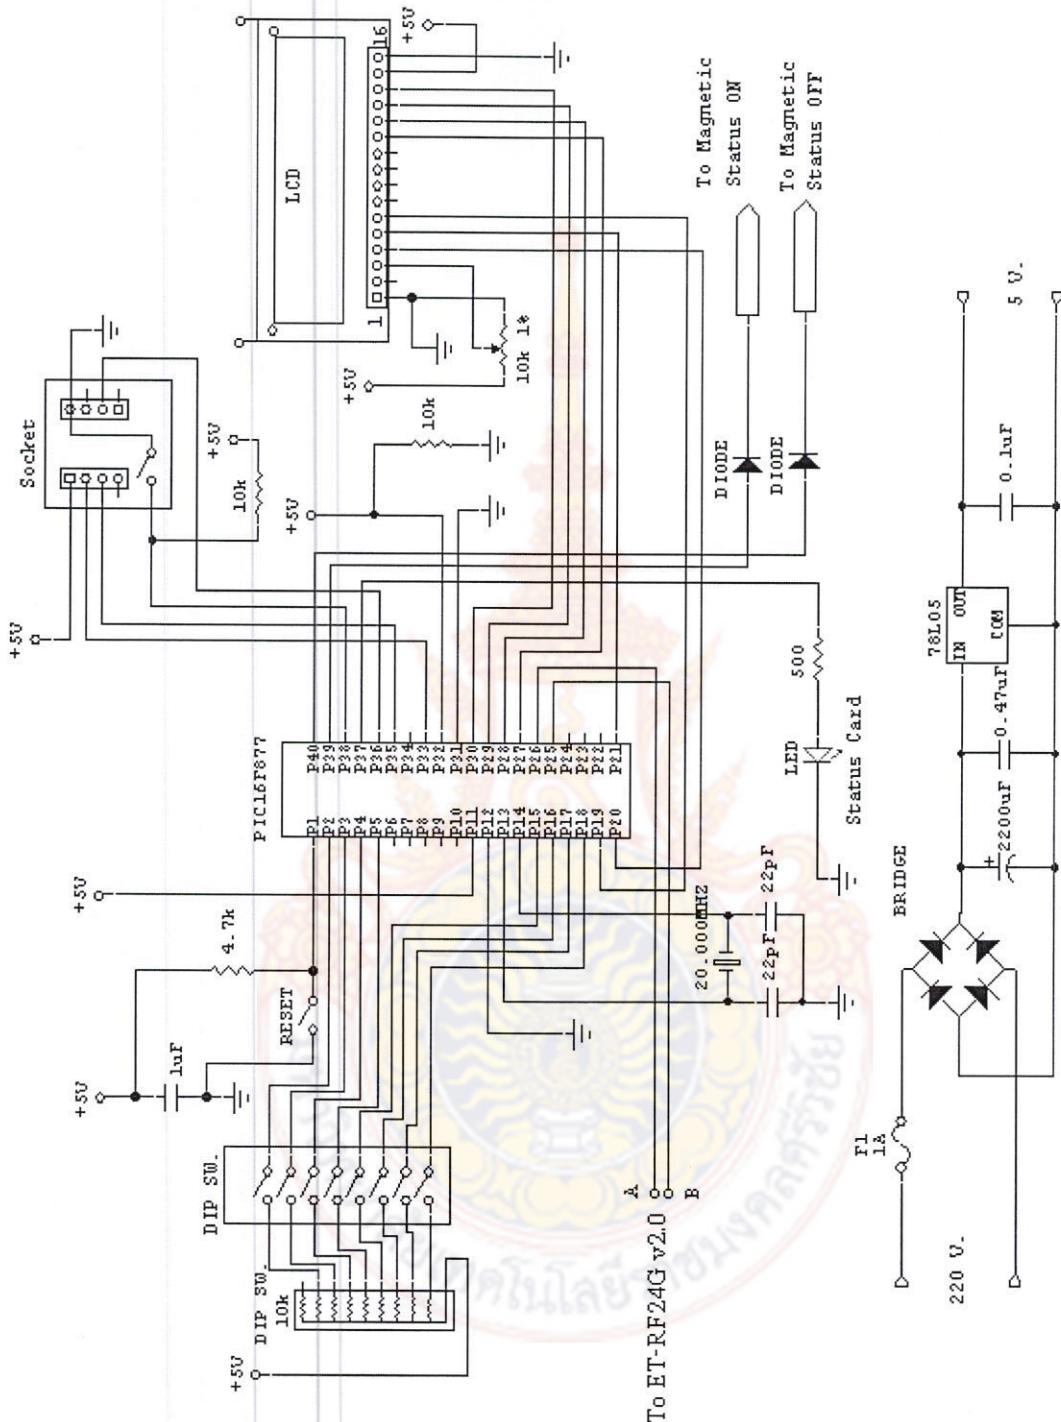 LCD
16
1
+5V
To Magnetic
Status ON
To Magnetic
Status OFF
Socket
+5V
10k 1%
+5V
10k
+5V
10k
+5V
+5V
DIODE
DIODE
5 V.
0.1uF
78L05
IN OUT
COM
0.47uF
2200uF
+
BRIDGE
500
LED
Status Card
PIC16F877
P40
P39
P38
P37
P36
P35
P34
P33
P32
P31
P30
P29
P28
P27
P26
P25
P24
P23
P22
P21
P1
P2
P3
P4
P5
P6
P7
P8
P9
P10
P11
P12
P13
P14
P15
P16
P17
P18
P19
P20
+5V
4.7k
RESET
1uF
+5V
20.000MHZ
22pF
22pF
DIP SW.
DIP SW.
10k
+5V
A
B
To ET-RF24G v2.0
F1
1A
220 V.